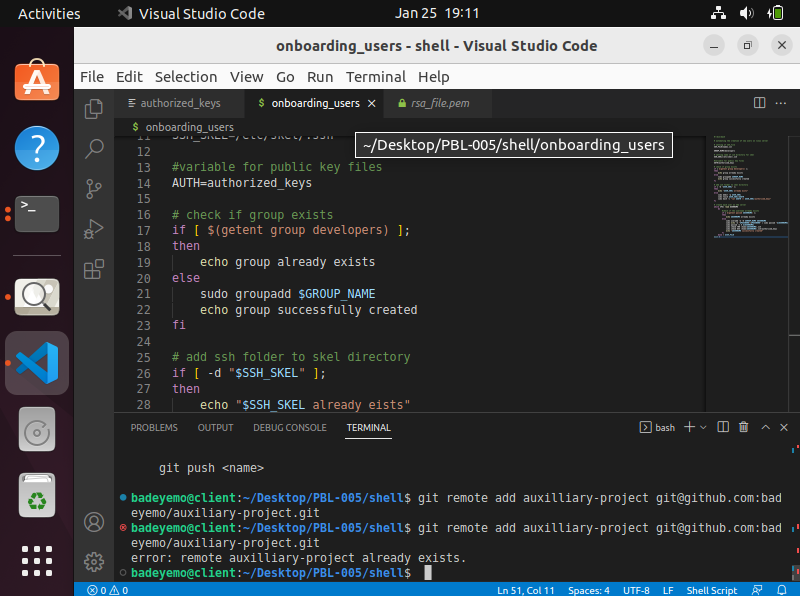 Activities
Visual Studio Code
Jan 25 19:11
onboarding_users - shell - Visual Studio Code
File Edit Selection View Go Run Terminal Help
authorized_keys
$ onboarding_users
rsa_file.pem
$ onboarding_users
~/Desktop/PBL-005/shell/onboarding_users
11 SSH_SKEL=/etc/skel/.ssh
12
13 #variable for public key files
14 AUTH=authorized_keys
15
16 # check if group exists
17 if [ $(getent group developers) ];
18 then
19 echo group already exists
20 else
21 sudo groupadd $GROUP_NAME
22 echo group successfully created
23 fi
24
25 # add ssh folder to skel directory
26 if [ -d "$SSH_SKEL" ];
27 then
28 echo "$SSH_SKEL already eists"
PROBLEMS OUTPUT DEBUG CONSOLE TERMINAL
bash
git push <name>
badeyemo@client:~/Desktop/PBL-005/shell$ git remote add auxilliary-project git@github.com:bad
eyemo/auxiliary-project.git
badeyemo@client:~/Desktop/PBL-005/shell$ git remote add auxilliary-project git@github.com:bad
eyemo/auxiliary-project.git
error: remote auxilliary-project already exists.
badeyemo@client:~/Desktop/PBL-005/shell$
0 0
Ln 51, Col 11 Spaces: 4 UTF-8 LF Shell Script